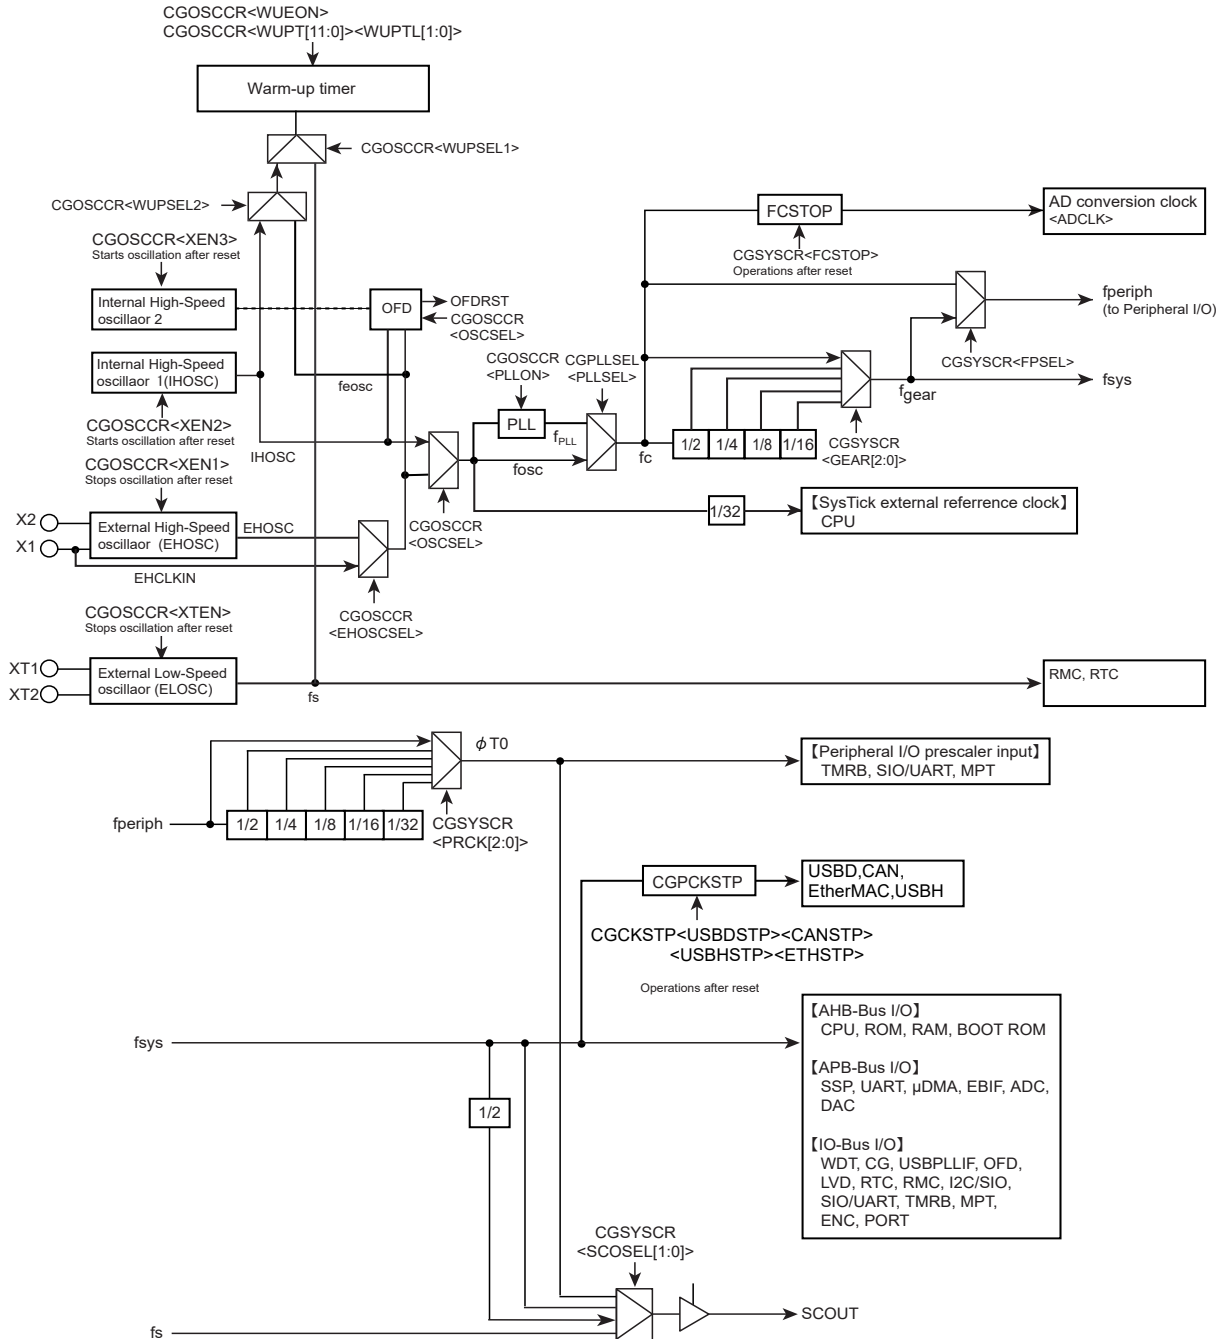 CGOSCCR<WUEON>
CGOSCCR<WUPT[11:0]><WUPTL[1:0]>
Warm-up timer
CGOSCCR<WUPSEL1>
CGOSCCR<WUPSEL2>
FCSTOP
AD conversion clock
<ADCLK>
CGOSCCR<XEN3>
Starts oscillation after reset
CGSYSCR<FCSTOP>
Operations after reset
Internal High-Speed
oscillaor 2
OFD
OFDRST
CGOSCCR
<OSCSEL>
fperiph
(to Peripheral I/O)
Internal High-Speed
oscillaor 1(IHOSC)
feosc
CGOSCCR
<PLLON>
CGPLLSEL
<PLLSEL>
CGSYSCR<FPSEL>
fsys
fgear
CGOSCCR<XEN2>
Starts oscillation after reset
PLL
fPLL
1/2
1/4
1/8
1/16
CGSYSCR
<GEAR[2:0]>
IHOSC
fosc
fc
CGOSCCR<XEN1>
Stops oscillation after reset
X2
X1
External High-Speed
oscillaor (EHOSC)
EHOSC
CGOSCCR
<OSCSEL>
1/32
【SysTick external referrence clock】
CPU
EHCLKIN
CGOSCCR
<EHOSCSEL>
CGOSCCR<XTEN>
Stops oscillation after reset
XT1
XT2
External Low-Speed
oscillaor (ELOSC)
fs
RMC, RTC
ϕT0
【Peripheral I/O prescaler input】
TMRB, SIO/UART, MPT
fperiph
1/2
1/4
1/8
1/16
1/32
CGSYSCR
<PRCK[2:0]>
CGPCKSTP
USBD,CAN,
EtherMAC,USBH
CGCKSTP<USBDSTP><CANSTP>
<USBHSTP><ETHSTP>
Operations after reset
fsys
【AHB-Bus I/O】
CPU, ROM, RAM, BOOT ROM
【APB-Bus I/O】
SSP, UART, µDMA, EBIF, ADC,
DAC
1/2
【IO-Bus I/O】
WDT, CG, USBPLLIF, OFD,
LVD, RTC, RMC, I2C/SIO,
SIO/UART, TMRB, MPT,
ENC, PORT
CGSYSCR
<SCOSEL[1:0]>
SCOUT
fs